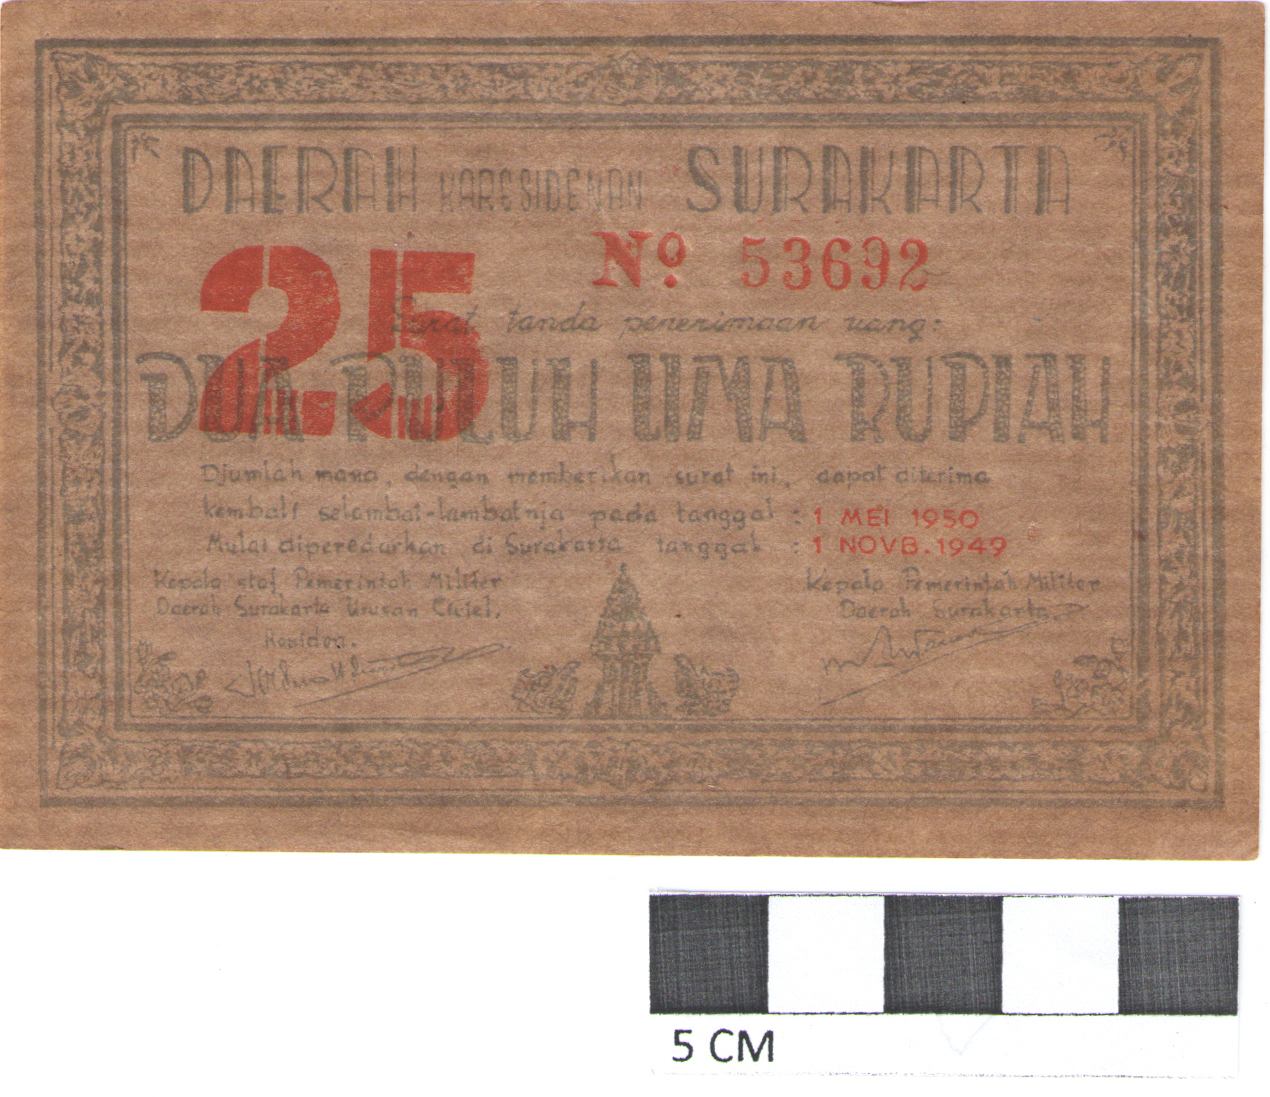 DAERAH KARESIDENAN SURAKARTA
25
No. 53692
Surat tanda penerimaan uang:
DUA PULUH LIMA RUPIAH
Djumlah mana, dengan memberikan surat ini, dapat diterima
kembali selambat-lambatnja pada tanggal : 1 MEI 1950
Mulai diperedarkan di Surakarta tanggal : 1 NOVB. 1949
Kepala staf Pemerintah Militer
Daerah Surakarta Urusan Civiel,
Residen.
Kepala Pemerintah Militer
Daerah Surakarta.
5 CM